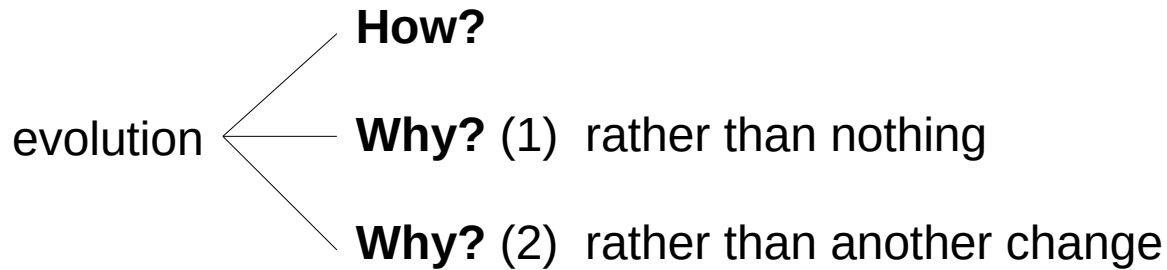 How?
evolution
Why? (1) rather than nothing
Why? (2) rather than another change